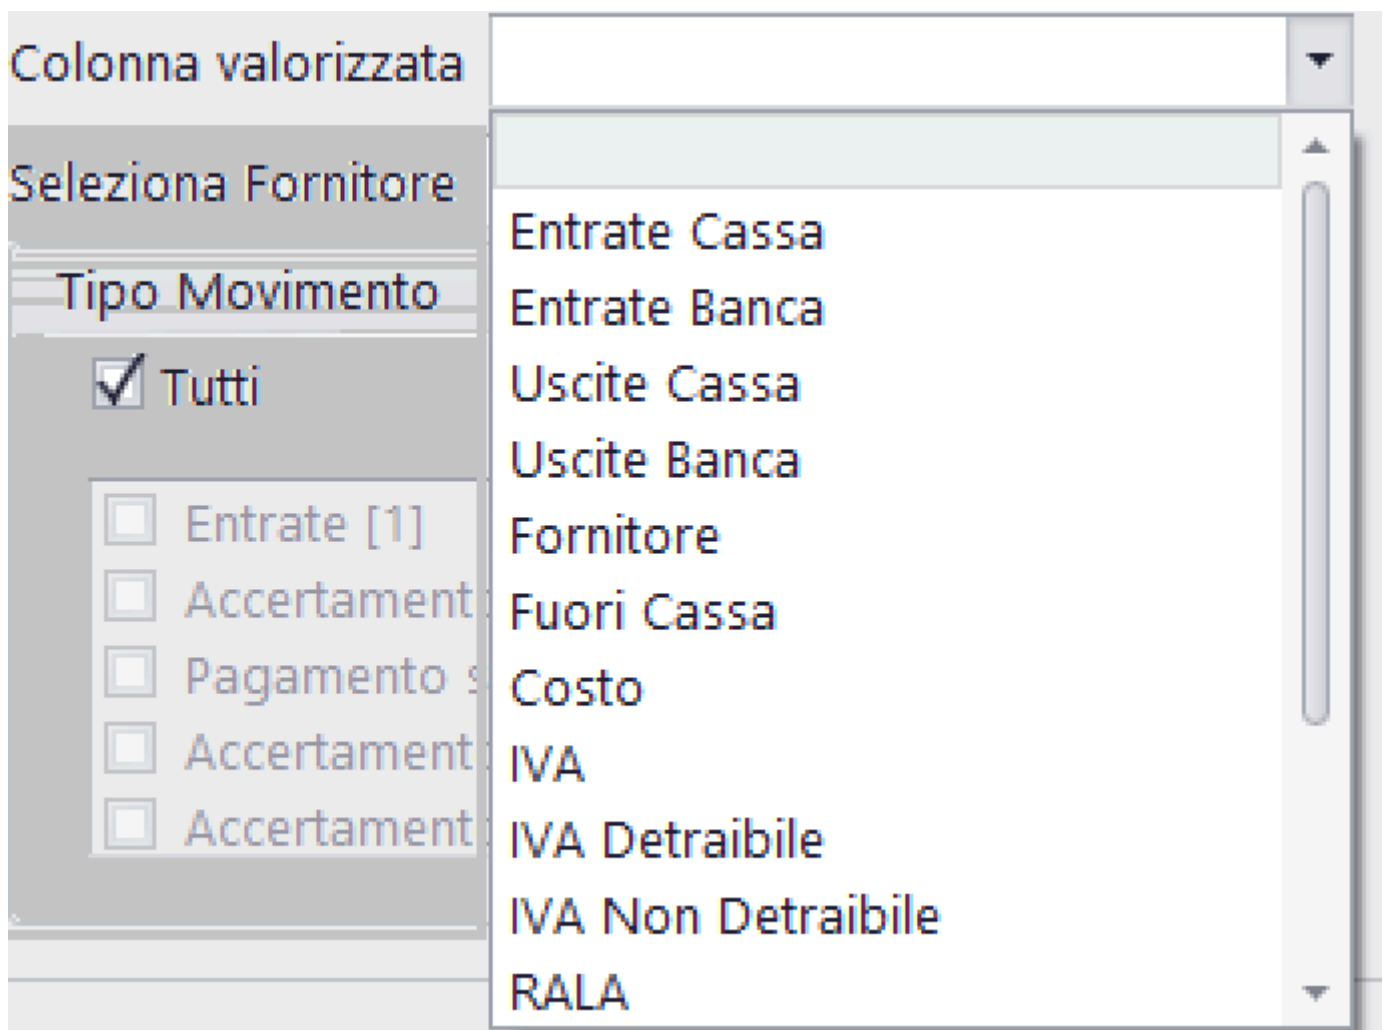 Colonna valorizzata
Seleziona Fornitore
Tipo Movimento
Tutti
Entrate [1]
Accertament
Pagamento
Accertament
Accertament
Entrate Cassa
Entrate Banca
Uscite Cassa
Uscite Banca
Fornitore
Fuori Cassa
Costo
IVA
IVA Detraibile
IVA Non Detraibile
RALA